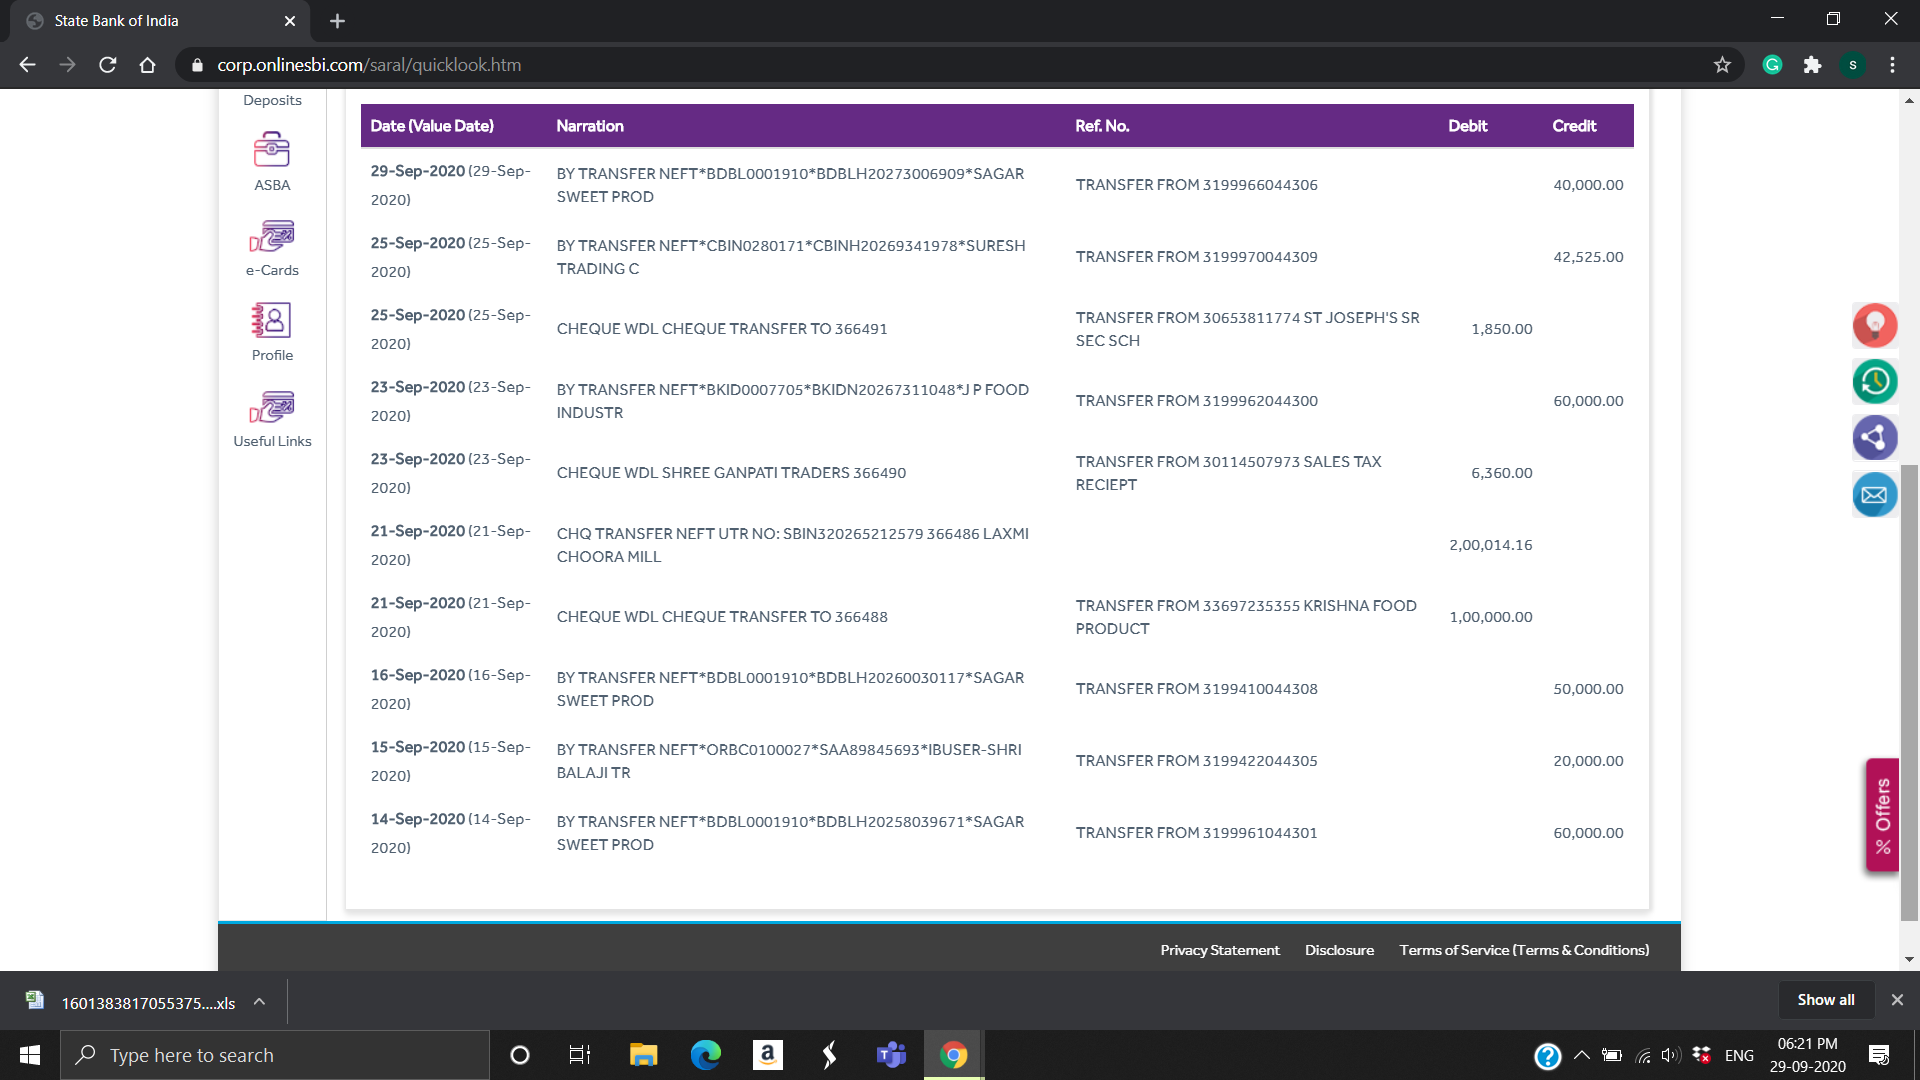 State Bank of India
corp.onlinesbi.com/saral/quicklook.htm
S
Deposits
ASBA
e-Cards
Profile
Useful Links
Date (Value Date) Narration Ref. No. Debit Credit
29-Sep-2020 (29-Sep-
2020)
BY TRANSFER NEFT*BDBL0001910*BDBLH20273006909*SAGAR
SWEET PROD
TRANSFER FROM 3199966044306
40,000.00
25-Sep-2020 (25-Sep-
2020)
BY TRANSFER NEFT*CBIN0280171*CBINH20269341978*SURESH
TRADING C
TRANSFER FROM 3199970044309
42,525.00
25-Sep-2020 (25-Sep-
2020)
CHEQUE WDL CHEQUE TRANSFER TO 366491
TRANSFER FROM 30653811774 ST JOSEPH'S SR
SEC SCH
1,850.00
23-Sep-2020 (23-Sep-
2020)
BY TRANSFER NEFT*BKID0007705*BKIDN20267311048*J P FOOD
INDUSTR
TRANSFER FROM 3199962044300
60,000.00
23-Sep-2020 (23-Sep-
2020)
CHEQUE WDL SHREE GANPATI TRADERS 366490
TRANSFER FROM 30114507973 SALES TAX
RECIEPT
6,360.00
21-Sep-2020 (21-Sep-
2020)
CHQ TRANSFER NEFT UTR NO: SBIN320265212579 366486 LAXMI
CHOORA MILL
2,00,014.16
21-Sep-2020 (21-Sep-
2020)
CHEQUE WDL CHEQUE TRANSFER TO 366488
TRANSFER FROM 33697235355 KRISHNA FOOD
PRODUCT
1,00,000.00
16-Sep-2020 (16-Sep-
2020)
BY TRANSFER NEFT*BDBL0001910*BDBLH20260030117*SAGAR
SWEET PROD
TRANSFER FROM 3199410044308
50,000.00
15-Sep-2020 (15-Sep-
2020)
BY TRANSFER NEFT*ORBC0100027*SAA89845693*IBUSER-SHRI
BALAJI TR
TRANSFER FROM 3199422044305
20,000.00
14-Sep-2020 (14-Sep-
2020)
BY TRANSFER NEFT*BDBL0001910*BDBLH20258039671*SAGAR
SWEET PROD
TRANSFER FROM 3199961044301
60,000.00
% Offers
Privacy Statement Disclosure Terms of Service (Terms & Conditions)
1601383817055375....xls
Show all
Type here to search
ENG
06:21 PM
29-09-2020